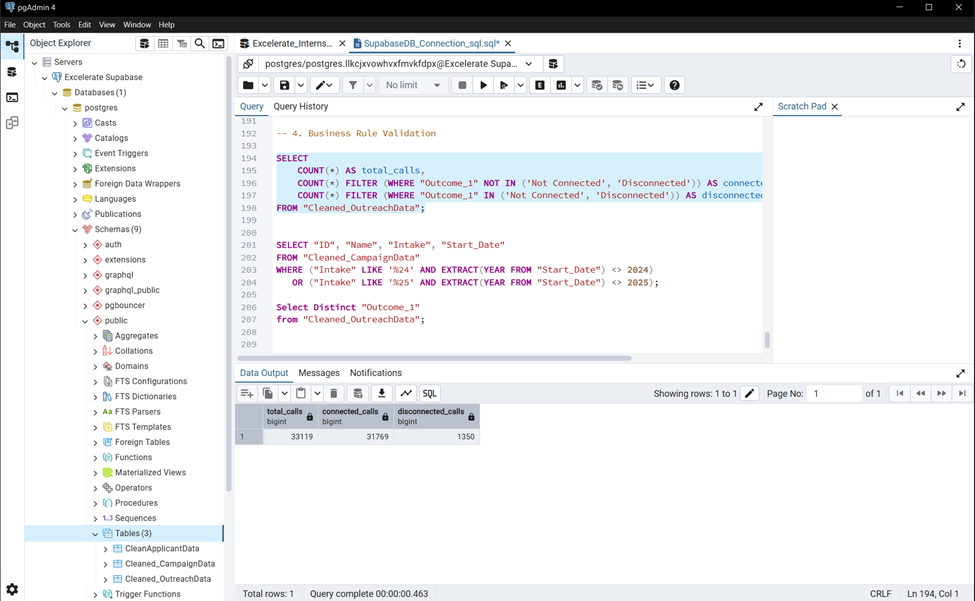 pgAdmin 4
File Object Tools Edit View Window Help
Object Explorer
Excelerate_Interns...
SupabaseDB_Connection_sql.sql*
postgres/postgres.llkcjxvowhvxfmvkfdpx@Excelerate Supa...
No limit
Query Query History
Scratch Pad
Servers
Excelerate Supabase
Databases (1)
postgres
Casts
Catalogs
Event Triggers
Extensions
Foreign Data Wrappers
Languages
Publications
Schemas (9)
auth
extensions
graphql
graphql_public
pgbouncer
public
Aggregates
Collations
Domains
FTS Configurations
FTS Dictionaries
FTS Parsers
FTS Templates
Foreign Tables
Functions
Materialized Views
Operators
Procedures
1..3 Sequences
Tables (3)
CleanApplicantData
Cleaned_CampaignData
Cleaned_OutreachData
Trigger Functions
191
192 -- 4. Business Rule Validation
193
194 SELECT
195 COUNT(*) AS total_calls,
196 COUNT(*) FILTER (WHERE "Outcome_1" NOT IN ('Not Connected', 'Disconnected')) AS connecte
197 COUNT(*) FILTER (WHERE "Outcome_1" IN ('Not Connected', 'Disconnected')) AS disconnected
198 FROM "Cleaned_OutreachData";
199
200
201 SELECT "ID", "Name", "Intake", "Start_Date"
202 FROM "Cleaned_CampaignData"
203 WHERE ("Intake" LIKE '%24' AND EXTRACT(YEAR FROM "Start_Date") <> 2024)
204 OR ("Intake" LIKE '%25' AND EXTRACT(YEAR FROM "Start_Date") <> 2025);
205
206 Select Distinct "Outcome_1"
207 from "Cleaned_OutreachData";
208
209
Data Output Messages Notifications
SQL
Showing rows: 1 to 1
Page No: 1 of 1
total_calls connected_calls disconnected_calls
bigint bigint bigint
1 33119 31769 1350
Total rows: 1 Query complete 00:00:00.463 CRLF Ln 194, Col 1